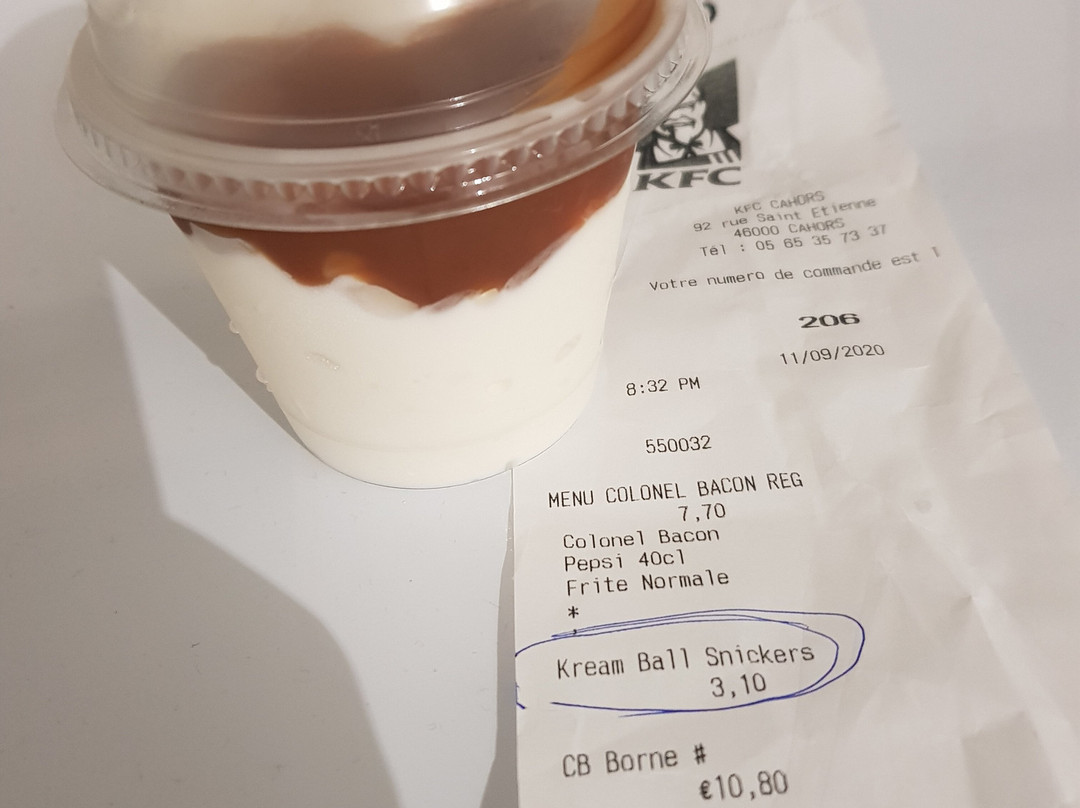 KFC
KFC CAHORS
92 rue Saint Etienne
46000 CAHORS
Tél : 05 65 35 73 37
Votre numero de commande est l
206
11/09/2020
8:32 PM
550032
MENU COLONEL BACON REG
7,70
Colonel Bacon
Pepsi 40cl
Frite Normale
*
Kream Ball Snickers
3,10
CB Borne #
€10,80